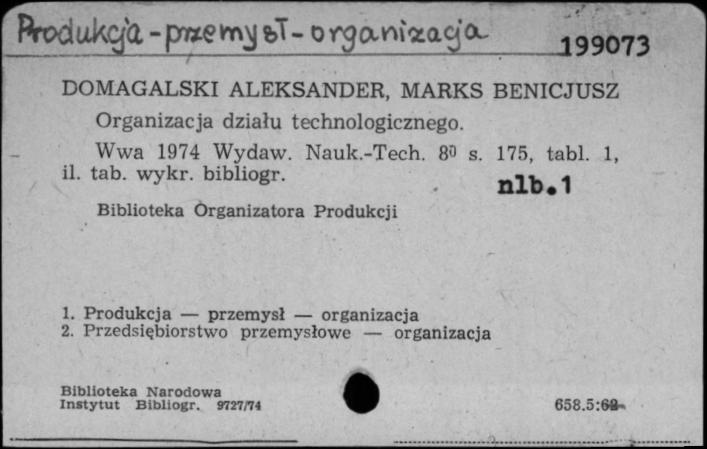 Produkcja - przemysł - organizacja
199073
DOMAGALSKI ALEKSANDER, MARKS BENICJUSZ
Organizacja działu technologicznego.
Wwa 1974 Wydaw. Nauk.-Tech. 8⁰ s. 175, tabl. 1,
il. tab. wykr. bibliogr.
nlb. 1
Biblioteka Organizatora Produkcji
1. Produkcja — przemysł — organizacja
2. Przedsiębiorstwo przemysłowe — organizacja
Biblioteka Narodowa
Instytut Bibliogr. 9727/74
658.5:62